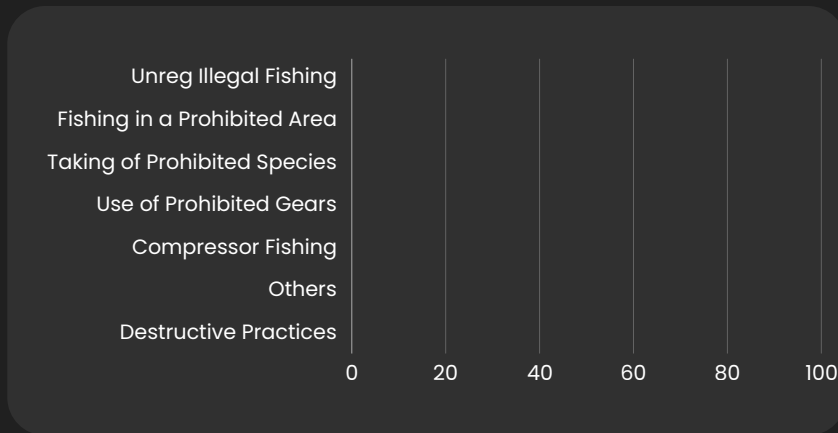 Unreg Illegal Fishing
Fishing in a Prohibited Area
Taking of Prohibited Species
Use of Prohibited Gears
Compressor Fishing
Others
Destructive Practices
0 20 40 60 80 100